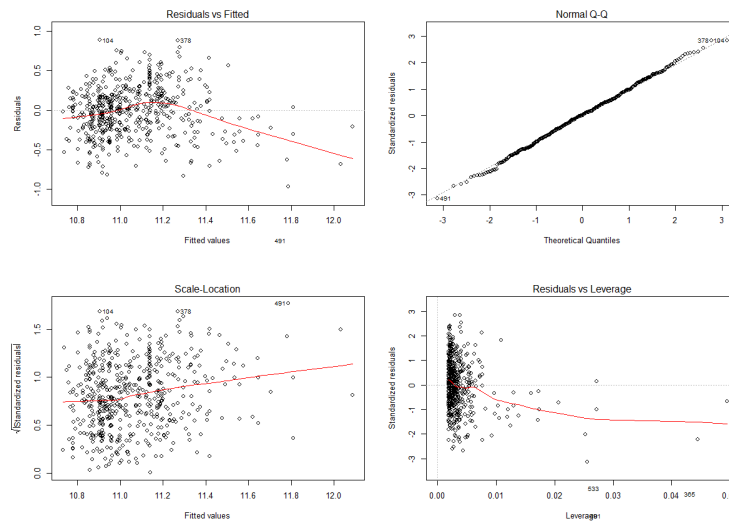 Residuals vs Fitted
Residuals
1.0
0.5
0.0
-0.5
-1.0
104
378
10.8 11.0 11.2 11.4 11.6 11.8 12.0
Fitted values
491
Normal Q-Q
Standardized residuals
3
2
1
0
-1
-2
-3
378
104
491
-3 -2 -1 0 1 2 3
Theoretical Quantiles
Scale-Location
√|Standardized residuals|
1.5
1.0
0.5
0.0
104
378
491
10.8 11.0 11.2 11.4 11.6 11.8 12.0
Fitted values
Residuals vs Leverage
Standardized residuals
3
2
1
0
-1
-2
-3
0.00 0.01 0.02 0.03 0.04
533
365
Leverage